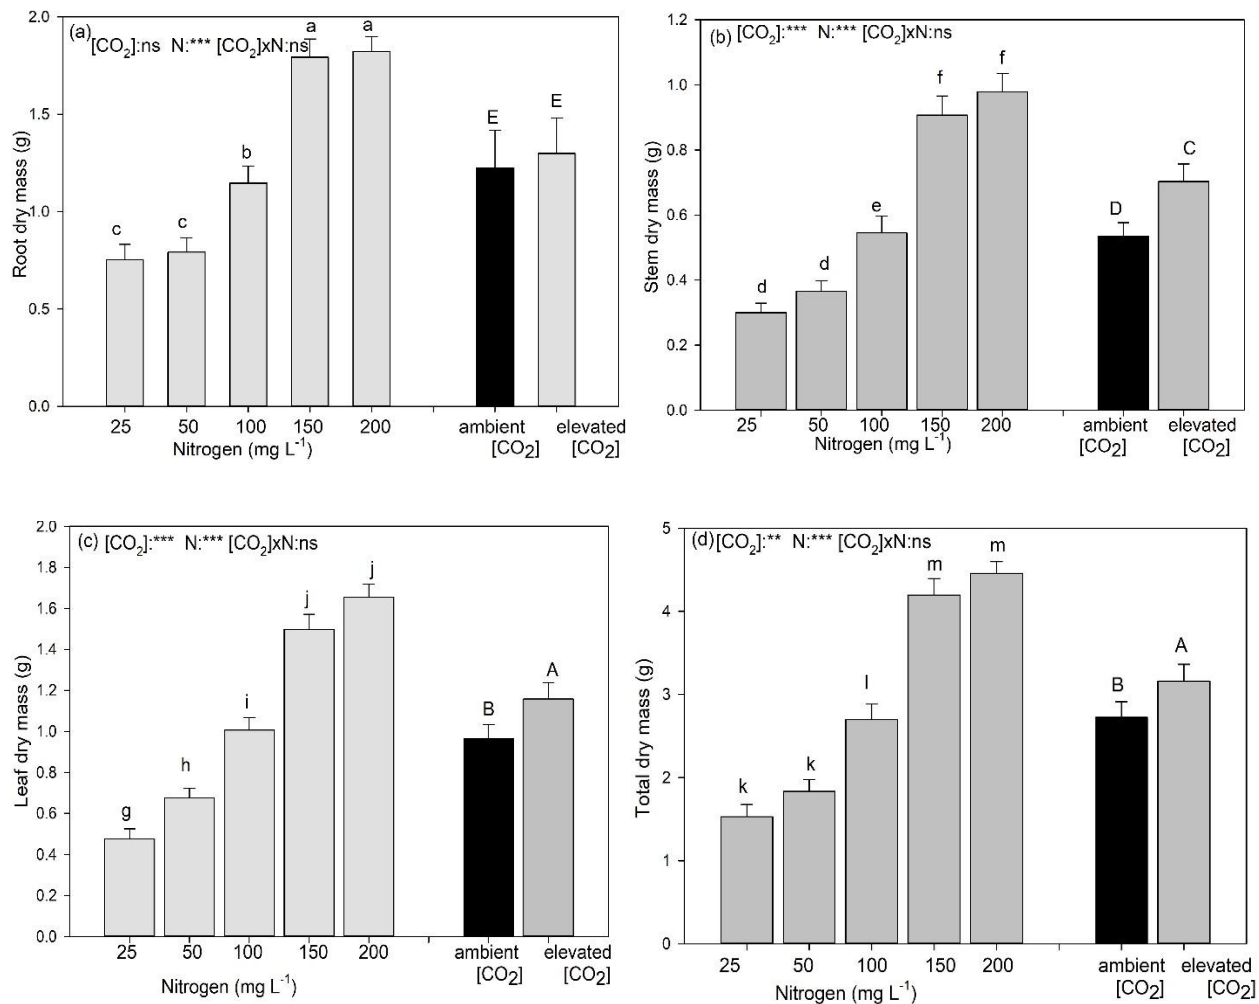 (a)
[CO₂]:ns N:*** [CO₂]xN:ns
Root dry mass (g)
2.0
1.5
1.0
0.5
0.0
c
c
b
a
a
E
E
25 50 100 150 200 ambient [CO₂] elevated [CO₂]
Nitrogen (mg L⁻¹)
(b) [CO₂]:*** N:*** [CO₂]xN:ns
Stem dry mass (g)
1.2
1.0
0.8
0.6
0.4
0.2
0.0
d
d
e
f
f
D
C
25 50 100 150 200 ambient [CO₂] elevated [CO₂]
Nitrogen (mg L⁻¹)
(c) [CO₂]:*** N:*** [CO₂]xN:ns
Leaf dry mass (g)
2.0
1.8
1.6
1.4
1.2
1.0
0.8
0.6
0.4
0.2
0.0
g
h
i
j
j
B
A
25 50 100 150 200 ambient [CO₂] elevated [CO₂]
Nitrogen (mg L⁻¹)
(d) [CO₂]:** N:*** [CO₂]xN:ns
Total dry mass (g)
5
4
3
2
1
0
k
k
l
m
m
B
A
25 50 100 150 200 ambient [CO₂] elevated [CO₂]
Nitrogen (mg L⁻¹)